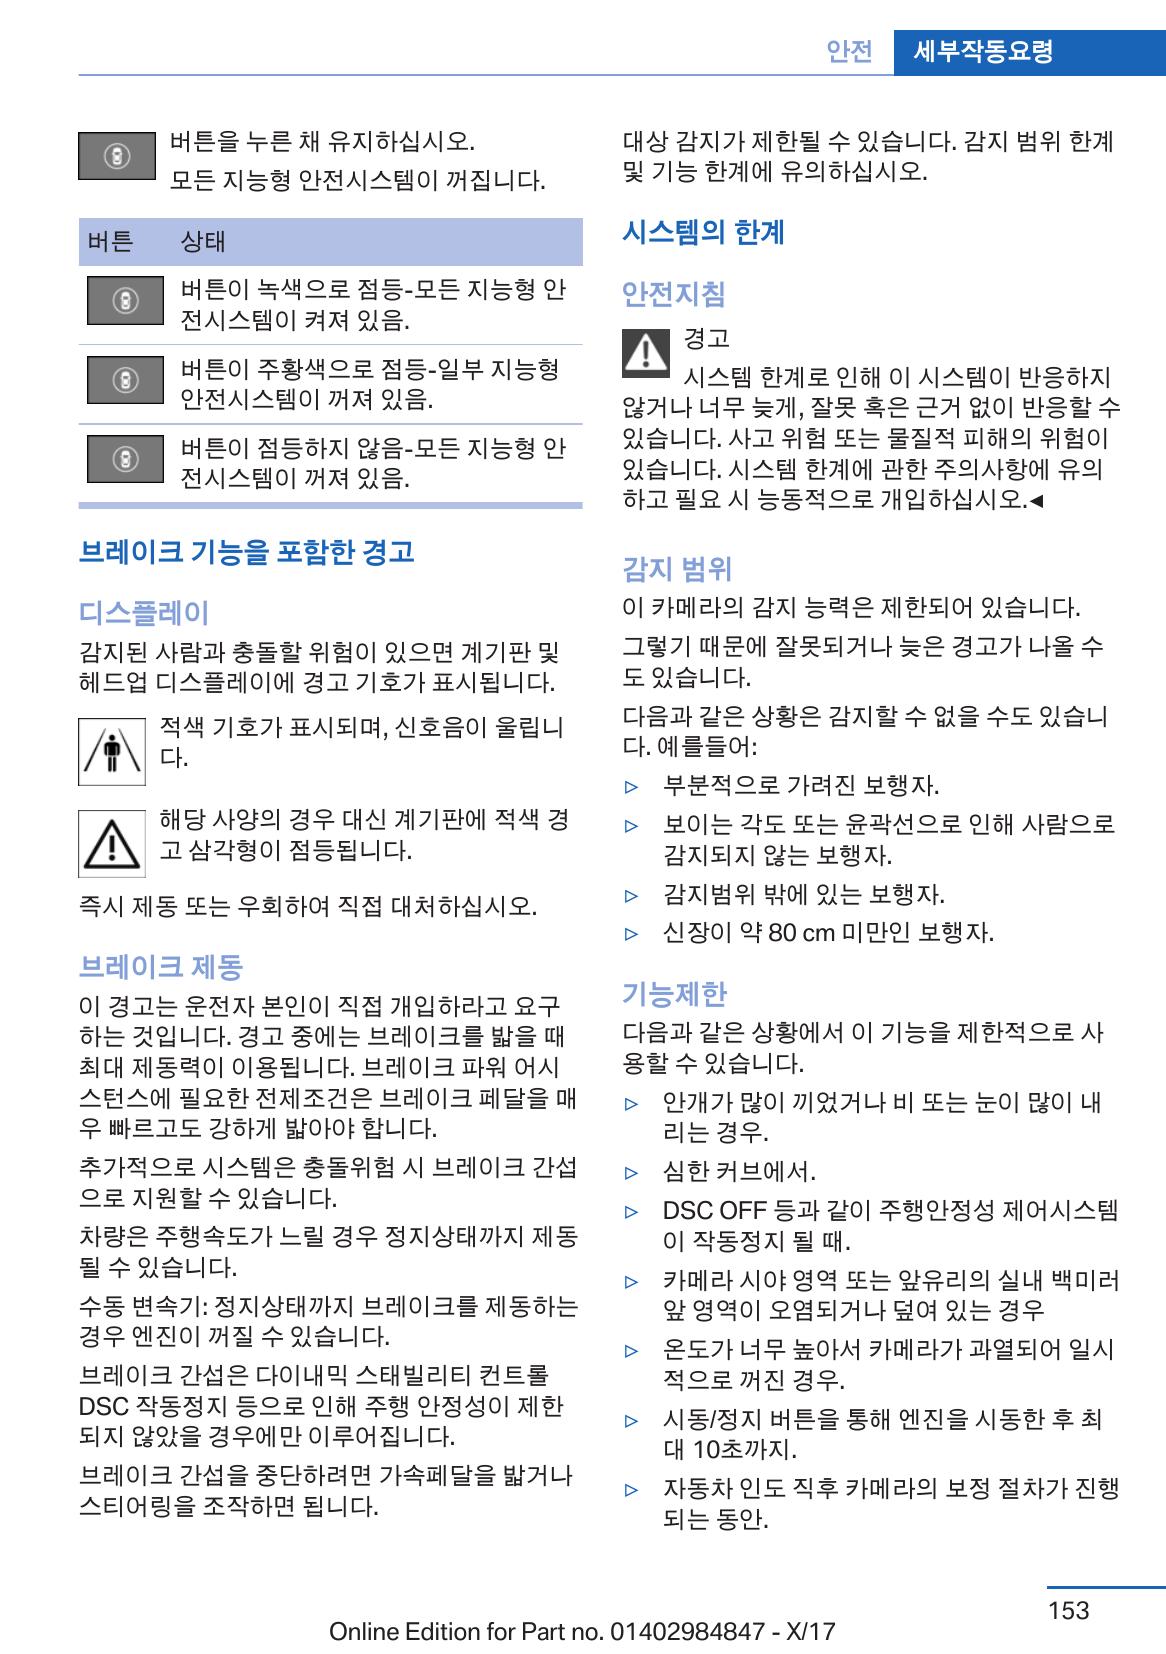 안전 세부작동요령
버튼을 누른 채 유지하십시오.
모든 지능형 안전시스템이 꺼집니다.
버튼 상태
버튼이 녹색으로 점등-모든 지능형 안
전시스템이 켜져 있음.
버튼이 주황색으로 점등-일부 지능형
안전시스템이 꺼져 있음.
버튼이 점등하지 않음-모든 지능형 안
전시스템이 꺼져 있음.
브레이크 기능을 포함한 경고
디스플레이
감지된 사람과 충돌할 위험이 있으면 계기판 및
헤드업 디스플레이에 경고 기호가 표시됩니다.
적색 기호가 표시되며, 신호음이 울립니
다.
해당 사양의 경우 대신 계기판에 적색 경
고 삼각형이 점등됩니다.
즉시 제동 또는 우회하여 직접 대처하십시오.
브레이크 제동
이 경고는 운전자 본인이 직접 개입하라고 요구
하는 것입니다. 경고 중에는 브레이크를 밟을 때
최대 제동력이 이용됩니다. 브레이크 파워 어시
스턴스에 필요한 전제조건은 브레이크 페달을 매
우 빠르고도 강하게 밟아야 합니다.
추가적으로 시스템은 충돌위험 시 브레이크 간섭
으로 지원할 수 있습니다.
차량은 주행속도가 느릴 경우 정지상태까지 제동
될 수 있습니다.
수동 변속기: 정지상태까지 브레이크를 제동하는
경우 엔진이 꺼질 수 있습니다.
브레이크 간섭은 다이내믹 스태빌리티 컨트롤
DSC 작동정지 등으로 인해 주행 안정성이 제한
되지 않았을 경우에만 이루어집니다.
브레이크 간섭을 중단하려면 가속페달을 밟거나
스티어링을 조작하면 됩니다.
대상 감지가 제한될 수 있습니다. 감지 범위 한계
및 기능 한계에 유의하십시오.
시스템의 한계
안전지침
경고
시스템 한계로 인해 이 시스템이 반응하지
않거나 너무 늦게, 잘못 혹은 근거 없이 반응할 수
있습니다. 사고 위험 또는 물질적 피해의 위험이
있습니다. 시스템 한계에 관한 주의사항에 유의
하고 필요 시 능동적으로 개입하십시오.◄
감지 범위
이 카메라의 감지 능력은 제한되어 있습니다.
그렇기 때문에 잘못되거나 늦은 경고가 나올 수
도 있습니다.
다음과 같은 상황은 감지할 수 없을 수도 있습니
다. 예를들어:
▷ 부분적으로 가려진 보행자.
▷ 보이는 각도 또는 윤곽선으로 인해 사람으로
감지되지 않는 보행자.
▷ 감지범위 밖에 있는 보행자.
▷ 신장이 약 80 cm 미만인 보행자.
기능제한
다음과 같은 상황에서 이 기능을 제한적으로 사
용할 수 있습니다.
▷ 안개가 많이 끼었거나 비 또는 눈이 많이 내
리는 경우.
▷ 심한 커브에서.
▷ DSC OFF 등과 같이 주행안정성 제어시스템
이 작동정지 될 때.
▷ 카메라 시야 영역 또는 앞유리의 실내 백미러
앞 영역이 오염되거나 덮여 있는 경우
▷ 온도가 너무 높아서 카메라가 과열되어 일시
적으로 꺼진 경우.
▷ 시동/정지 버튼을 통해 엔진을 시동한 후 최
대 10초까지.
▷ 자동차 인도 직후 카메라의 보정 절차가 진행
되는 동안.
153
Online Edition for Part no. 01402984847 - X/17